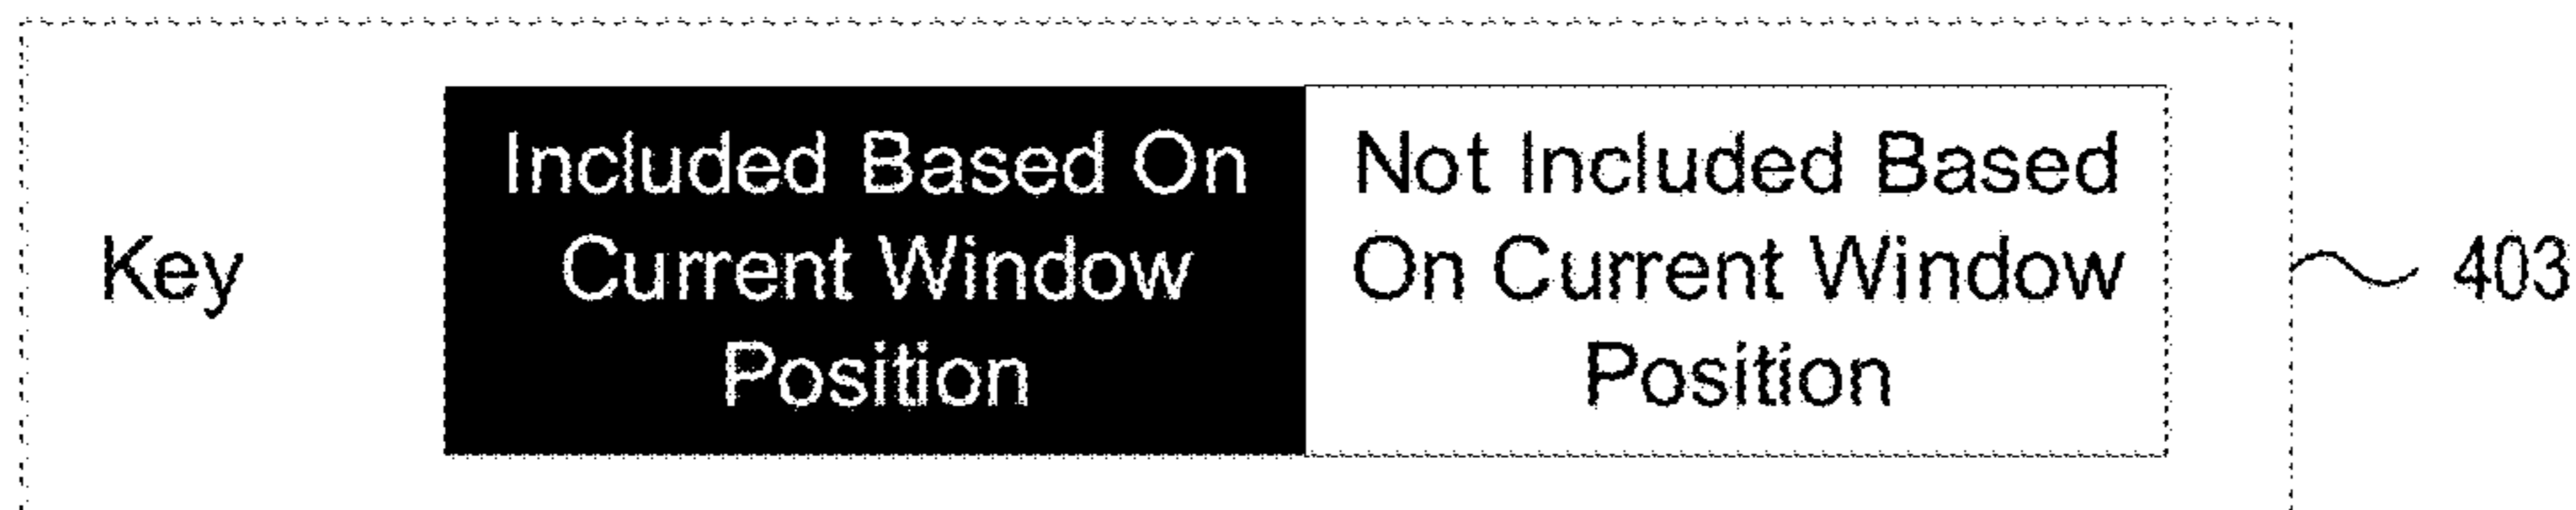 Key
Included Based On
Current Window
Position
Not Included Based
On Current Window
Position
403